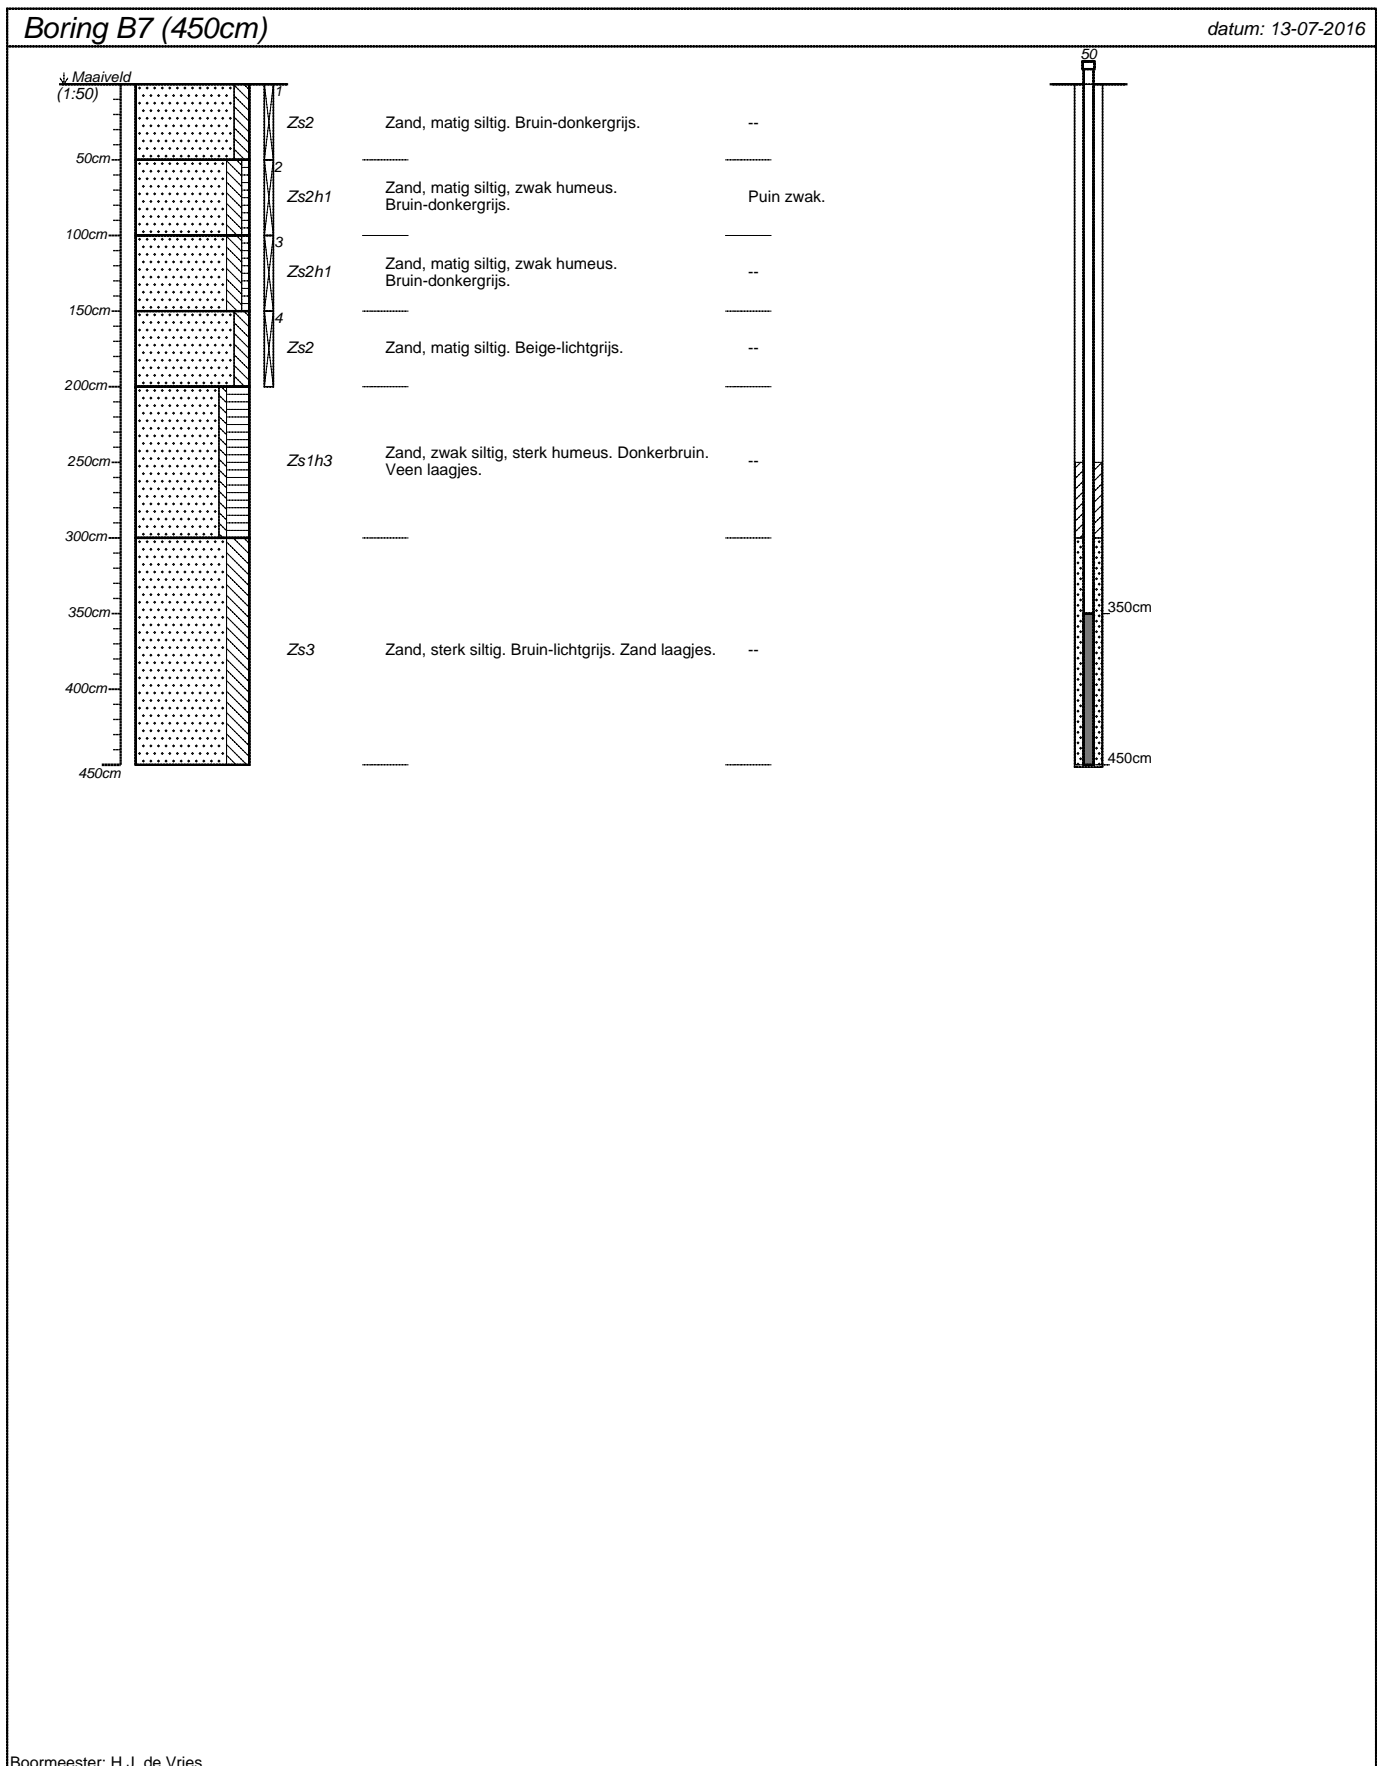 Boring B7 (450cm)
datum: 13-07-2016
50
Maaiveld
(1:50)
1
Zs2 Zand, matig siltig. Bruin-donkergrijs. --
50cm
2
Zs2h1 Zand, matig siltig, zwak humeus. Puin zwak.
Bruin-donkergrijs.
100cm
3
Zs2h1 Zand, matig siltig, zwak humeus. --
Bruin-donkergrijs.
150cm
4
Zs2 Zand, matig siltig. Beige-lichtgrijs. --
200cm
250cm
Zs1h3 Zand, zwak siltig, sterk humeus. Donkerbruin. --
Veen laagjes.
300cm
350cm
350cm
Zs3 Zand, sterk siltig. Bruin-lichtgrijs. Zand laagjes. --
400cm
450cm
450cm
Boormeester: H.J. de Vries